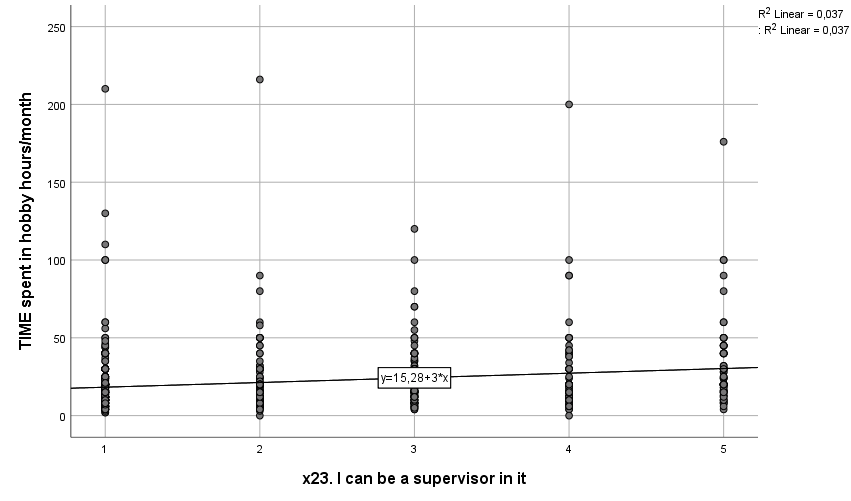 R2 Linear = 0,037
: R2 Linear = 0,037
250
200
150
100
50
0
TIME spent in hobby hours/month
y=15,28+3*x
1 2 3 4 5
x23. I can be a supervisor in it